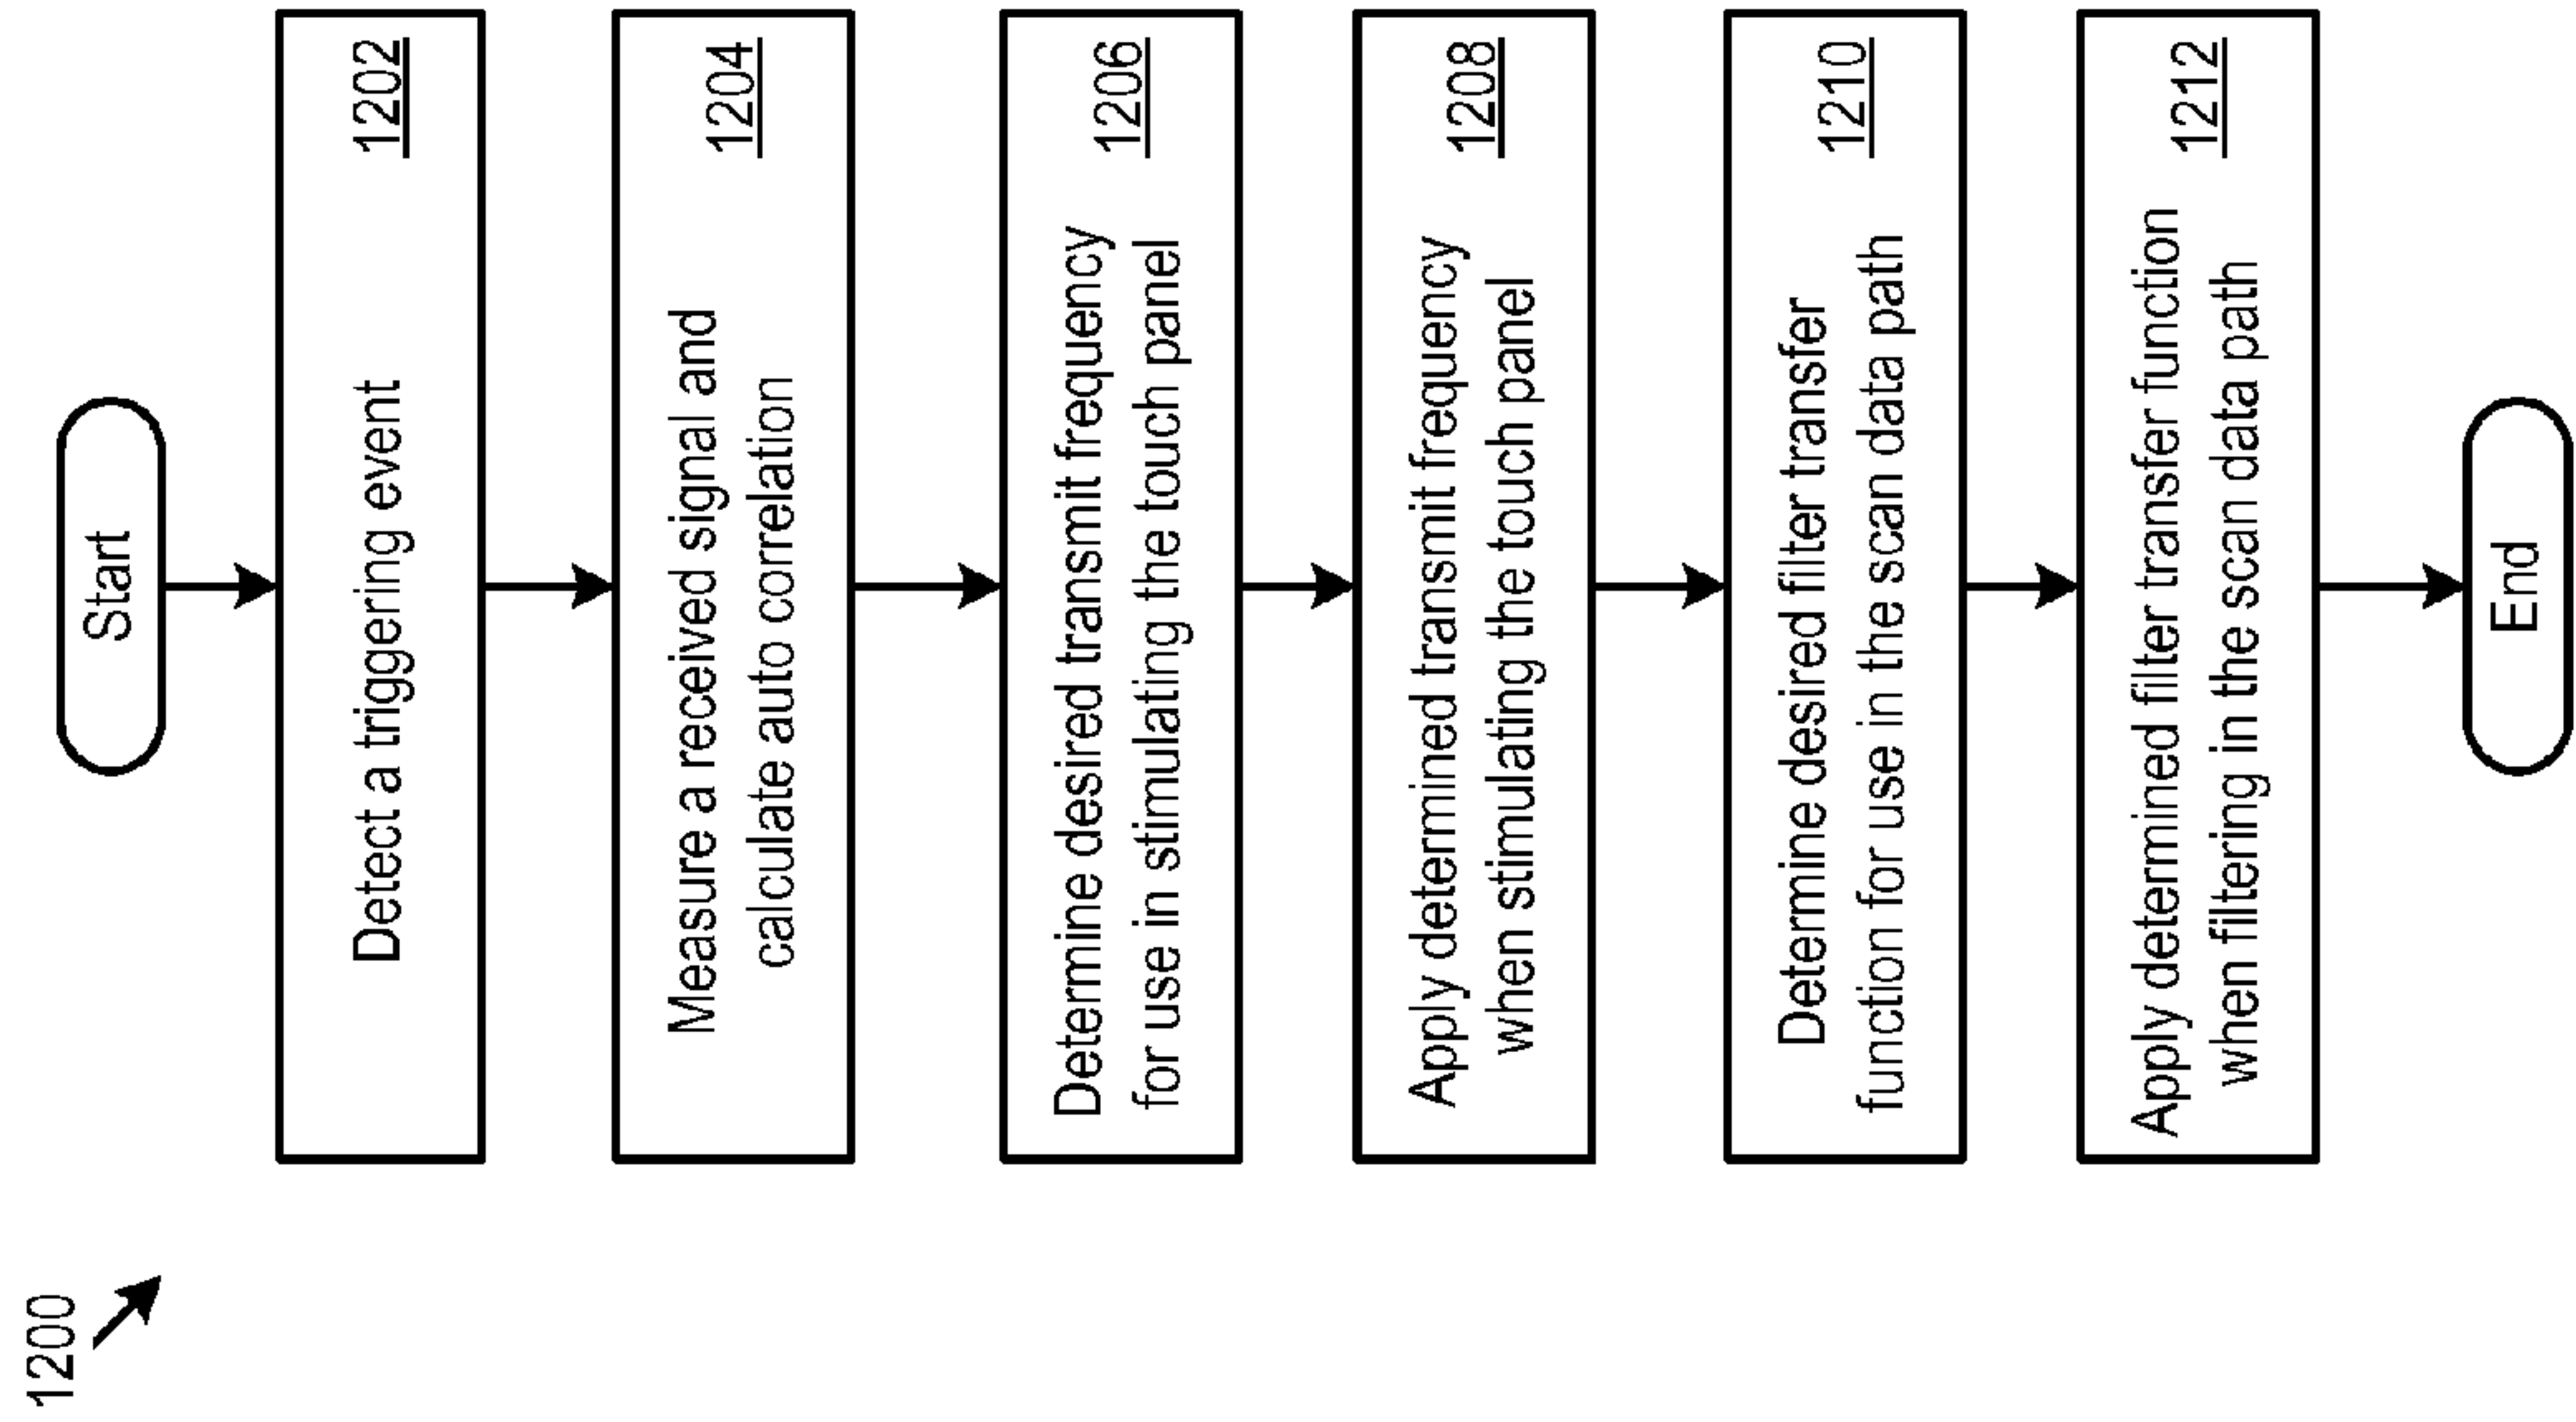 1200
Start
Detect a triggering event
1202
Measure a received signal and
calculate auto correlation
1204
Determine desired transmit frequency
for use in stimulating the touch panel
1206
Apply determined transmit frequency
when stimulating the touch panel
1208
Determine desired filter transfer
function for use in the scan data path
1210
Apply determined filter transfer function
when filtering in the scan data path
1212
End